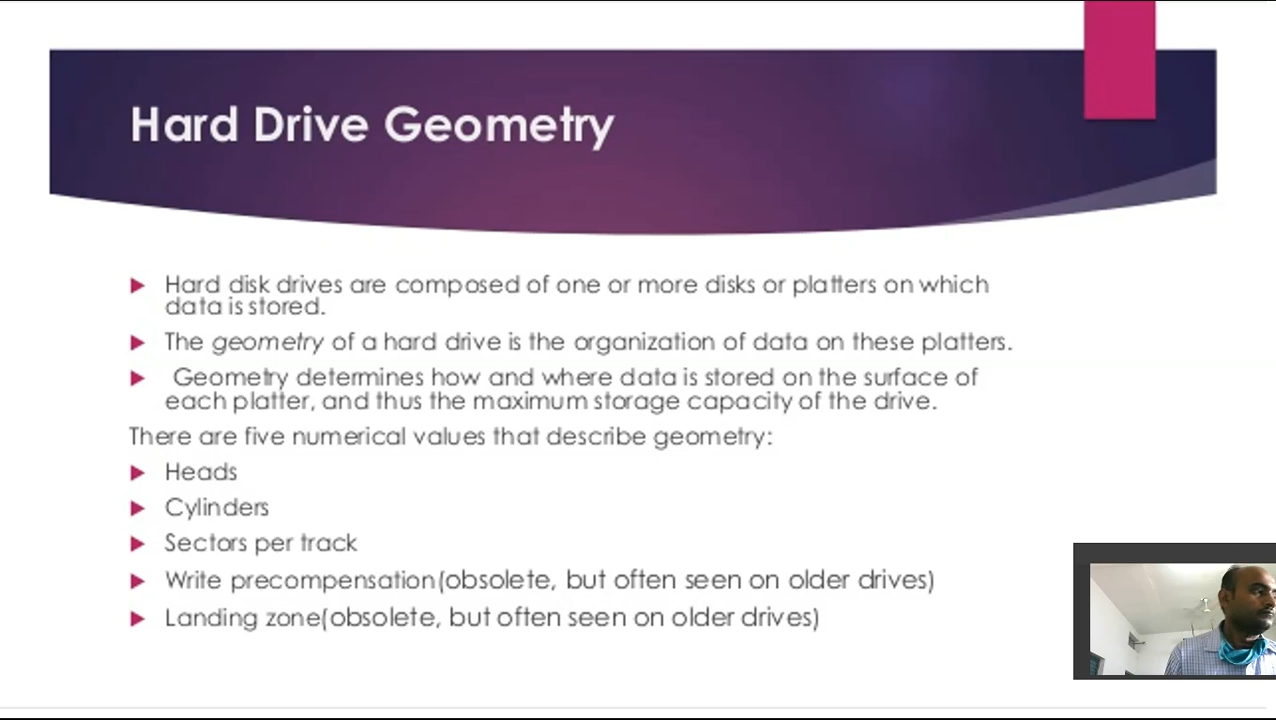 Hard Drive Geometry
Hard disk drives are composed of one or more disks or platters on which
data is stored.
The geometry of a hard drive is the organization of data on these platters.
Geometry determines how and where data is stored on the surface of
each platter, and thus the maximum storage capacity of the drive.
There are five numerical values that describe geometry:
Heads
Cylinders
Sectors per track
Write precompensation(obsolete, but often seen on older drives)
Landing zone(obsolete, but often seen on older drives)